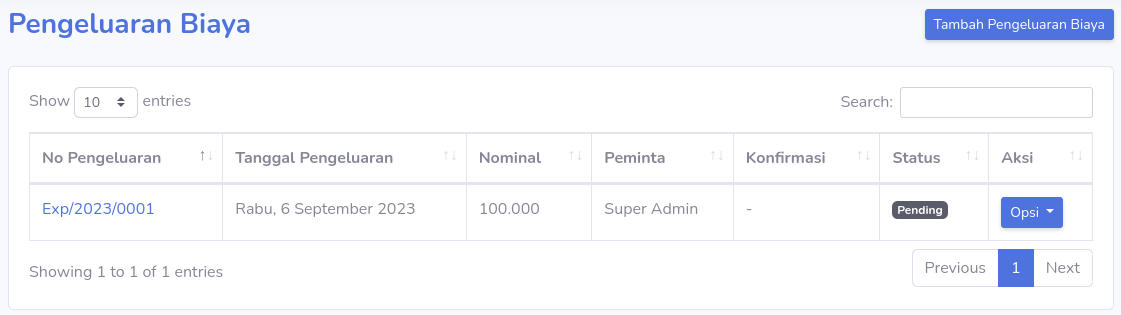 Pengeluaran Biaya
Tambah Pengeluaran Biaya
Show 10 entries
Search:
No Pengeluaran Tanggal Pengeluaran Nominal Peminta Konfirmasi Status Aksi
Exp/2023/0001 Rabu, 6 September 2023 100.000 Super Admin - Pending Opsi
Showing 1 to 1 of 1 entries
Previous 1 Next